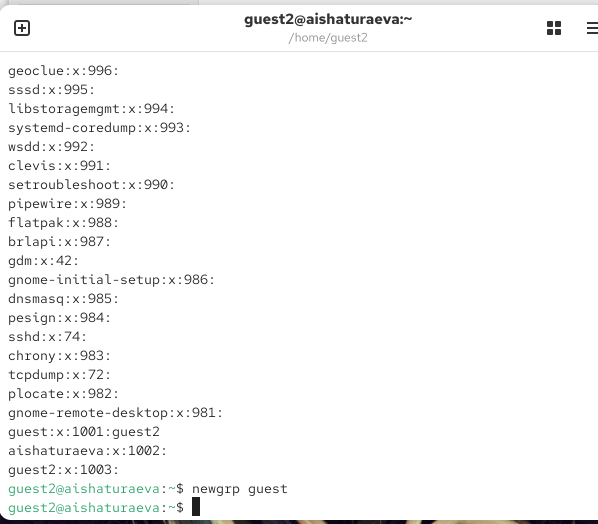 guest2@aishaturaeva:~
/home/guest2
geoclue:x:996:
sssd:x:995:
libstoragemgmt:x:994:
systemd-coredump:x:993:
wsdd:x:992:
clevis:x:991:
setroubleshoot:x:990:
pipewire:x:989:
flatpak:x:988:
brlapi:x:987:
gdm:x:42:
gnome-initial-setup:x:986:
dnsmasq:x:985:
pesign:x:984:
sshd:x:74:
chrony:x:983:
tcpdump:x:72:
plocate:x:982:
gnome-remote-desktop:x:981:
guest:x:1001:guest2
aishaturaeva:x:1002:
guest2:x:1003:
guest2@aishaturaeva:~$ newgrp guest
guest2@aishaturaeva:~$